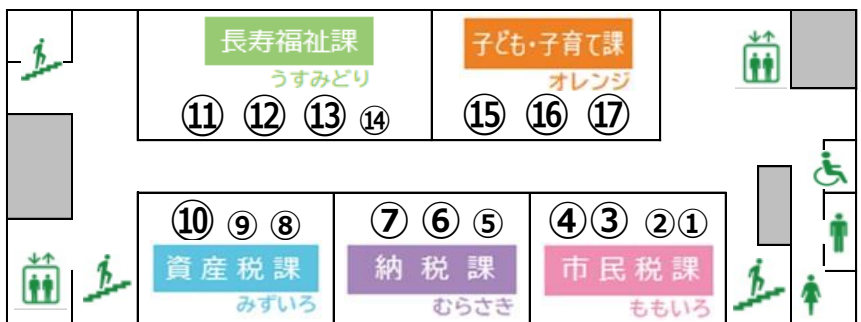 長寿福祉課
うすみどり
⑪ ⑫ ⑬ ⑭
子ども・子育て課
オレンジ
⑮ ⑯ ⑰
⑩ ⑨ ⑧
資産税課
みずいろ
⑦ ⑥ ⑤
納税課
むらさき
④ ③ ② ①
市民税課
ももいろ